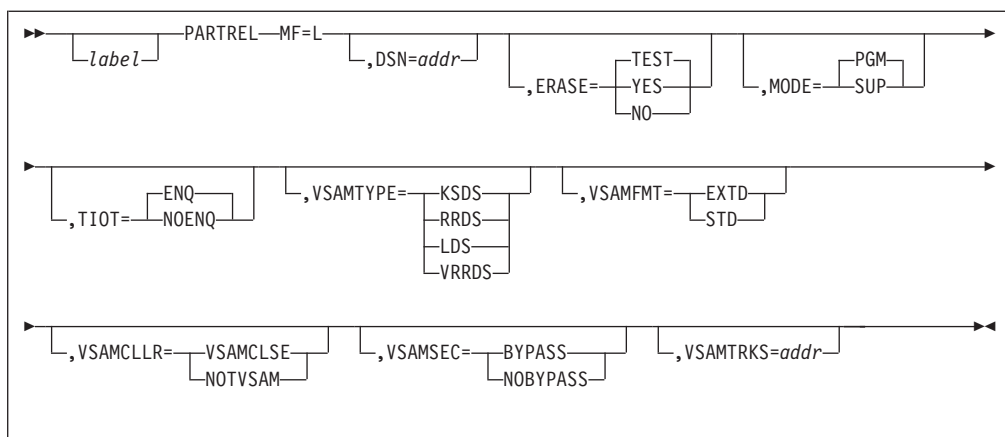 PARTREL MF=L
label
,DSN=addr
,ERASE=
TEST
YES
NO
,MODE=
PGM
SUP
,TIOT=
ENQ
NOENQ
,VSAMTYPE=
KSDS
RRDS
LDS
VRRDS
,VSAMFMT=
EXTD
STD
,VSAMCLLR=
VSAMCLSE
NOTVSAM
,VSAMSEC=
BYPASS
NOBYPASS
,VSAMTRKS=addr